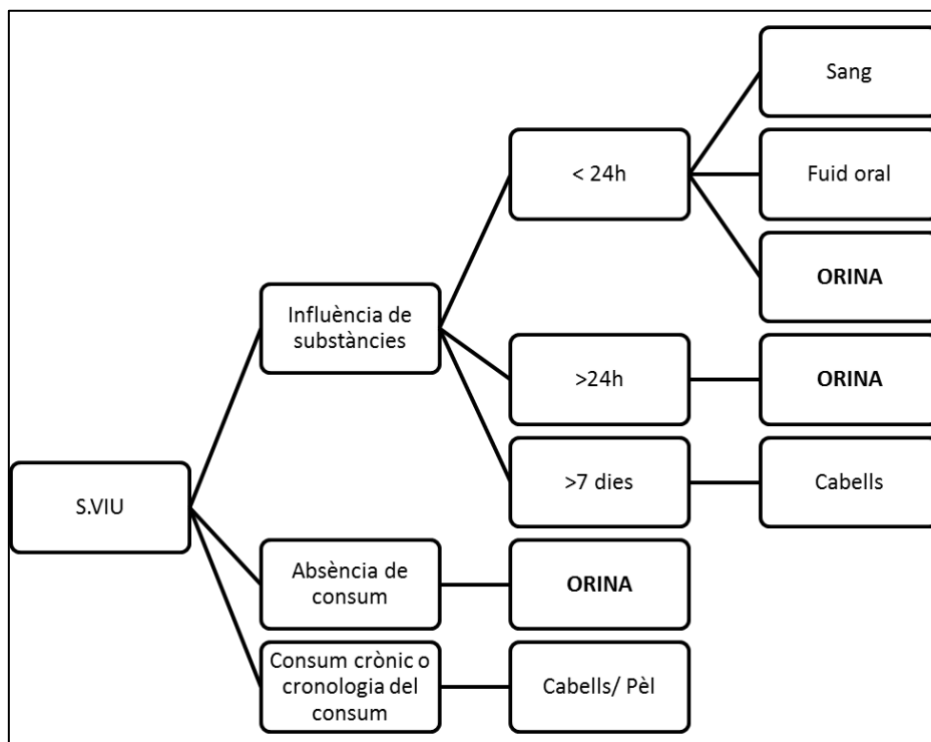 S.VIU
Influència de
substàncies
< 24h
Sang
Fuid oral
ORINA
>24h
ORINA
>7 dies
Cabells
Absència de
consum
ORINA
Consum crònic o
cronologia del
consum
Cabells/ Pèl